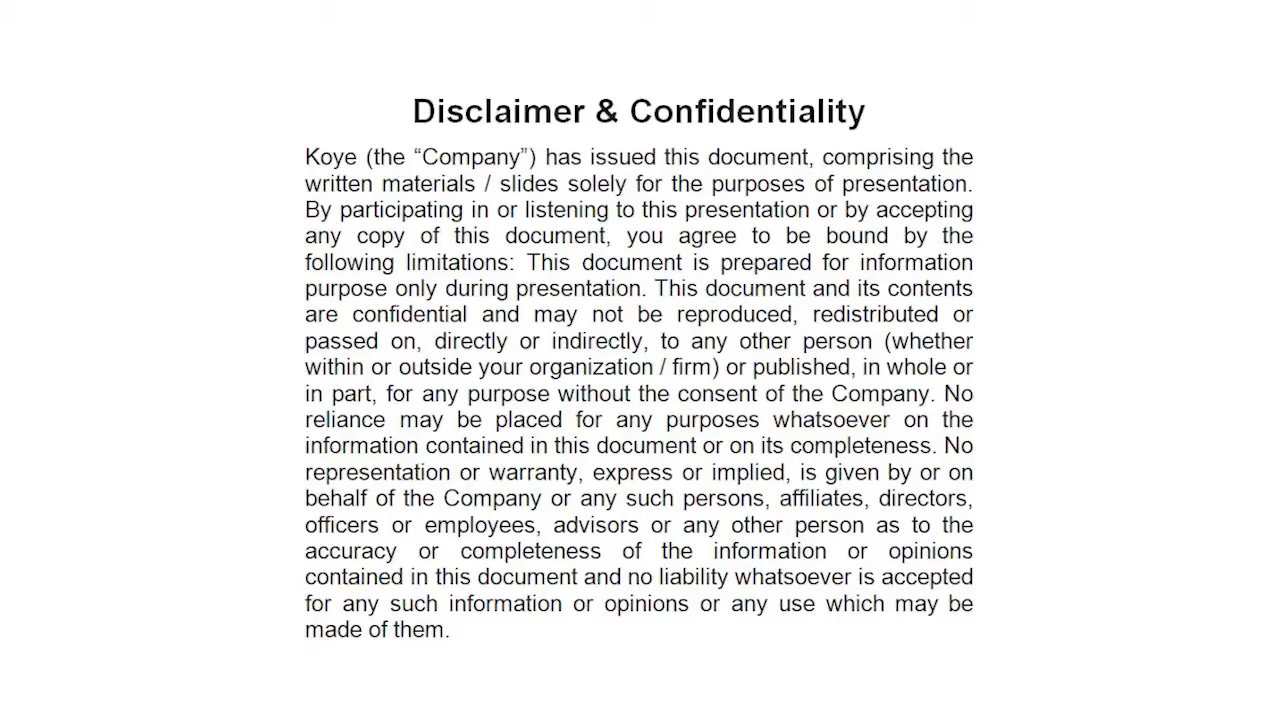 Disclaimer & Confidentiality
Koye (the “Company”) has issued this document, comprising the
written materials / slides solely for the purposes of presentation.
By participating in or listening to this presentation or by accepting
any copy of this document, you agree to be bound by the
following limitations: This document is prepared for information
purpose only during presentation. This document and its contents
are confidential and may not be reproduced, redistributed or
passed on, directly or indirectly, to any other person (whether
within or outside your organization / firm) or published, in whole or
in part, for any purpose without the consent of the Company. No
reliance may be placed for any purposes whatsoever on the
information contained in this document or on its completeness. No
representation or warranty, express or implied, is given by or on
behalf of the Company or any such persons, affiliates, directors,
officers or employees, advisors or any other person as to the
accuracy or completeness of the information or opinions
contained in this document and no liability whatsoever is accepted
for any such information or opinions or any use which may be
made of them.